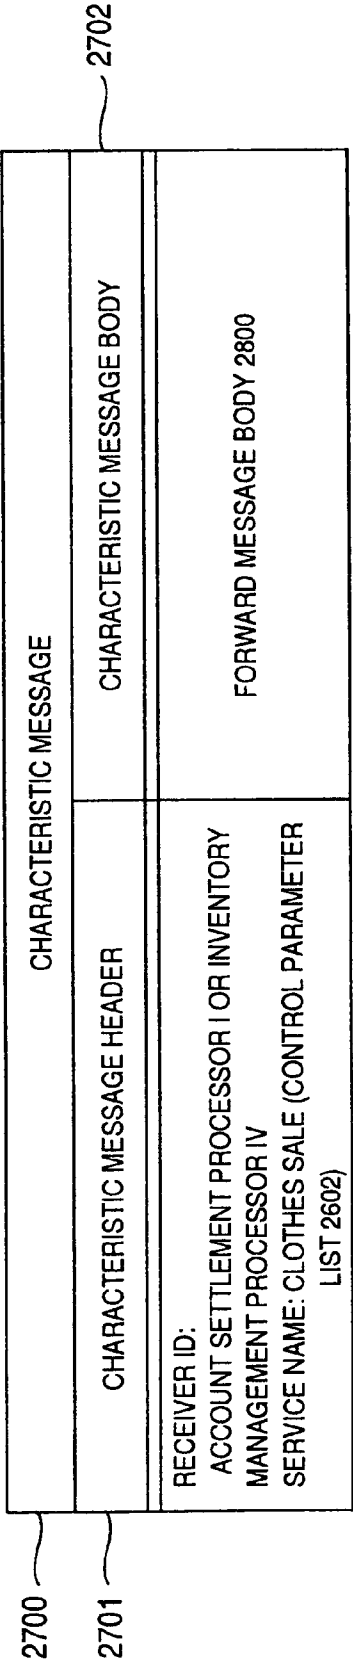 2700
CHARACTERISTIC MESSAGE
2701
CHARACTERISTIC MESSAGE HEADER
CHARACTERISTIC MESSAGE BODY
2702
RECEIVER ID:
ACCOUNT SETTLEMENT PROCESSOR I OR INVENTORY
MANAGEMENT PROCESSOR IV
SERVICE NAME: CLOTHES SALE (CONTROL PARAMETER
LIST 2602)
FORWARD MESSAGE BODY 2800